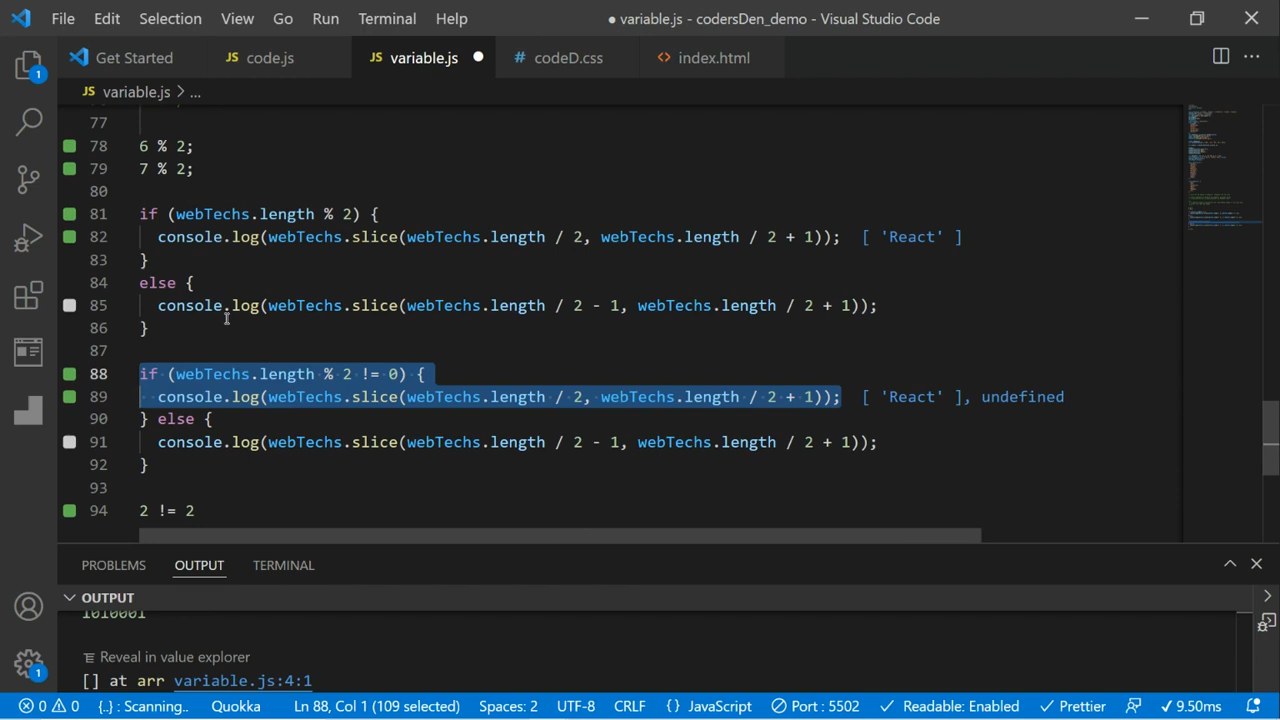 File Edit Selection View Go Run Terminal Help ● variable.js - codersDen_demo - Visual Studio Code
Get Started JS code.js JS variable.js # codeD.css <> index.html
JS variable.js > ...
77
78 6 % 2;
79 7 % 2;
80
81 if (webTechs.length % 2) {
82 console.log(webTechs.slice(webTechs.length / 2, webTechs.length / 2 + 1)); [ 'React' ]
83 }
84 else {
85 console.log(webTechs.slice(webTechs.length / 2 - 1, webTechs.length / 2 + 1));
86 }
87
88 if (webTechs.length % 2 != 0) {
89 console.log(webTechs.slice(webTechs.length / 2, webTechs.length / 2 + 1)); [ 'React' ], undefined
90 } else {
91 console.log(webTechs.slice(webTechs.length / 2 - 1, webTechs.length / 2 + 1));
92 }
93
94 2 != 2
PROBLEMS OUTPUT TERMINAL
OUTPUT
1010001
Reveal in value explorer
[] at arr variable.js:4:1
0 0 {..} : Scanning.. Quokka Ln 88, Col 1 (109 selected) Spaces: 2 UTF-8 CRLF { } JavaScript Port : 5502 Readable: Enabled Prettier 9.50ms
1
1